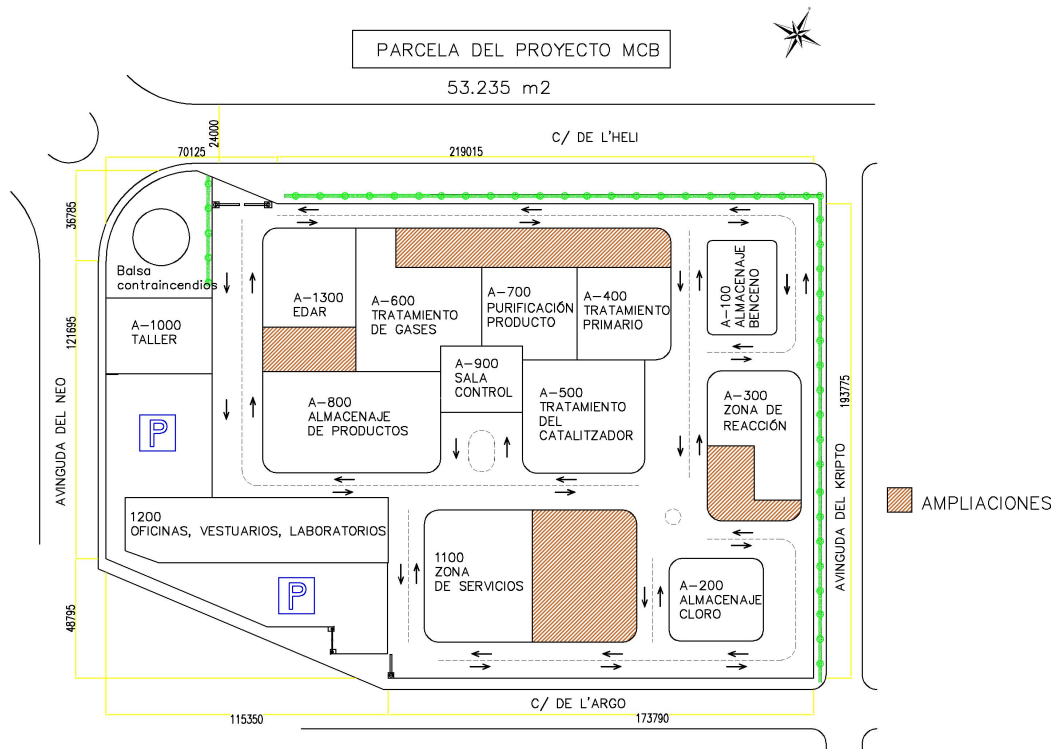 PARCELA DEL PROYECTO MCB
53.235 m2
C/ DE L'HELI
24000
70125
219015
36785
121695
48795
AVINGUDA DEL NEO
Balsa
contraincendios
A-1000
TALLER
P
A-1300
EDAR
A-600
TRATAMIENTO
DE GASES
A-700
PURIFICACIÓN
PRODUCTO
A-400
TRATAMIENTO
PRIMARIO
A-100
ALMACENAJE
BENCENO
A-900
SALA
CONTROL
A-800
ALMACENAJE
DE PRODUCTOS
A-500
TRATAMIENTO
DEL
CATALITZADOR
A-300
ZONA DE
REACCIÓN
193775
AVINGUDA DEL KRIPTO
AMPLIACIONES
1200
OFICINAS, VESTUARIOS, LABORATORIOS
1100
ZONA
DE SERVICIOS
A-200
ALMACENAJE
CLORO
P
C/ DE L'ARGO
115350
173790